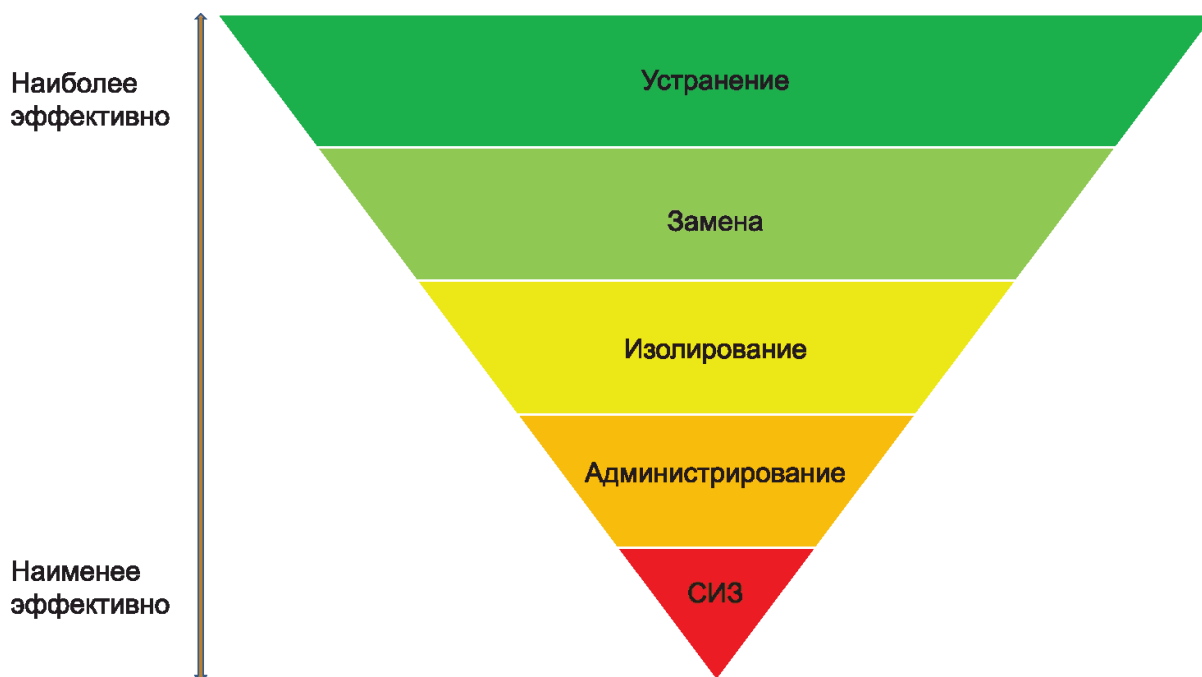 Наиболее
эффективно
Устранение
Замена
Изолирование
Администрирование
Наименее
эффективно
СИЗ